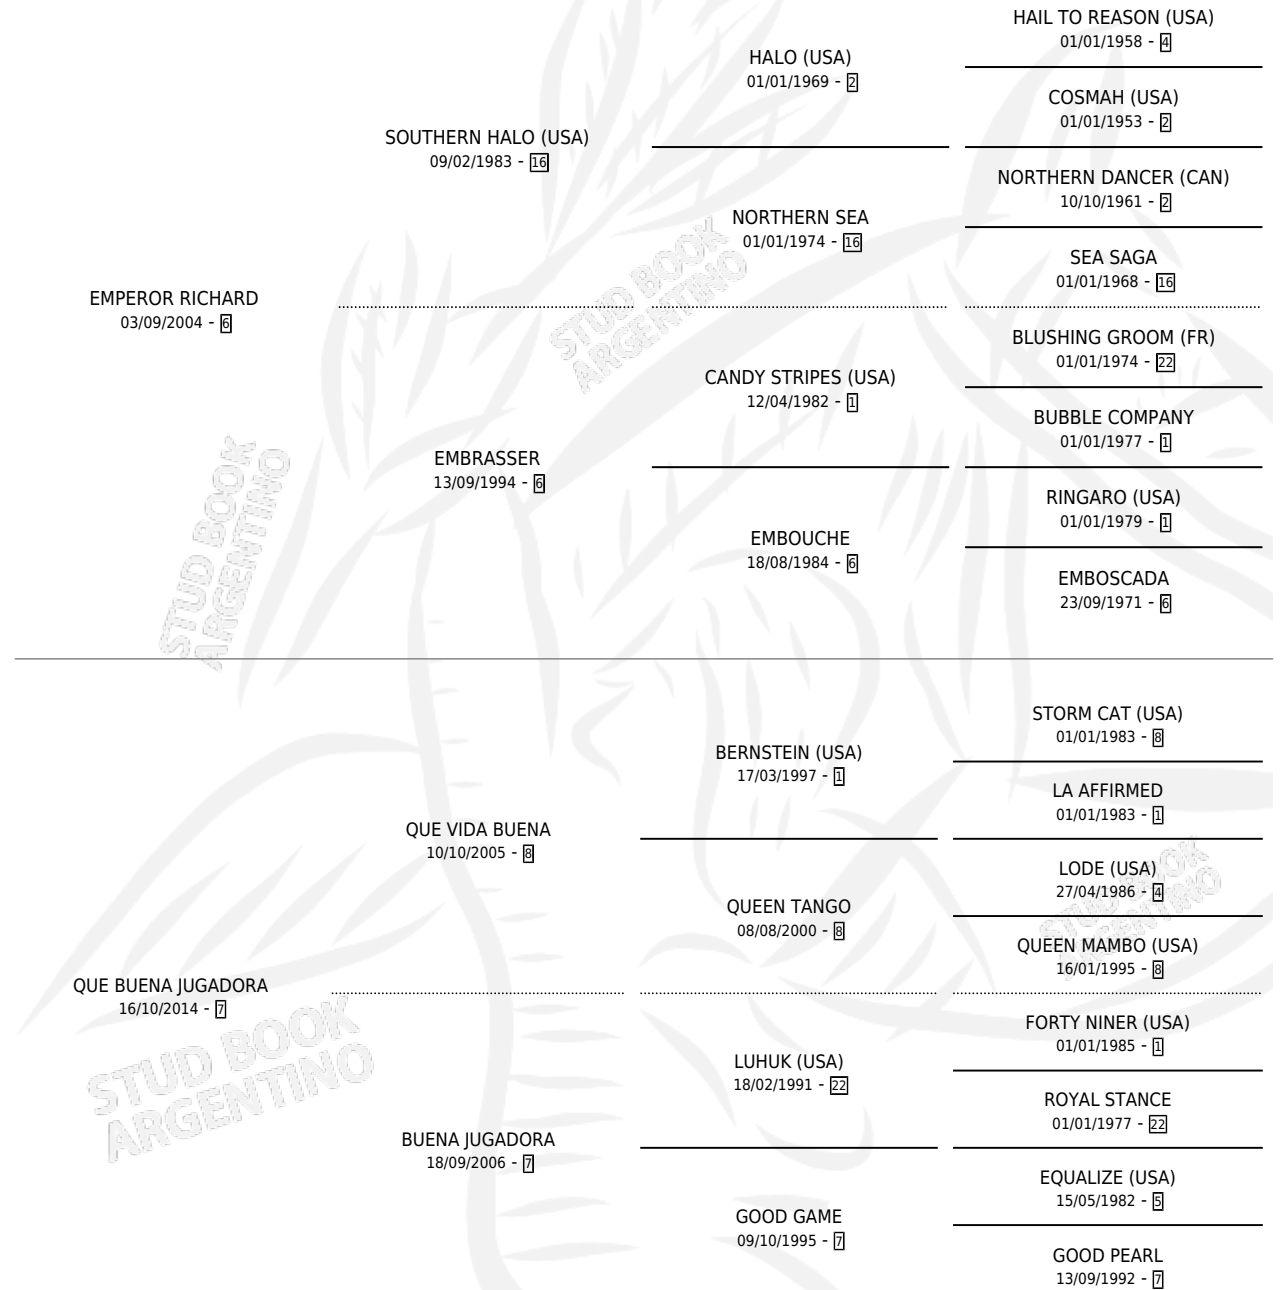 HAIL TO REASON (USA)
01/01/1958 - 4
HALO (USA)
01/01/1969 - 2
COSMAH (USA)
01/01/1953 - 2
SOUTHERN HALO (USA)
09/02/1983 - 16
NORTHERN DANCER (CAN)
10/10/1961 - 2
NORTHERN SEA
01/01/1974 - 16
SEA SAGA
01/01/1968 - 16
EMPEROR RICHARD
03/09/2004 - 6
STUD BOOK
ARGENTINO
BLUSHING GROOM (FR)
01/01/1974 - 22
CANDY STRIPES (USA)
12/04/1982 - 1
BUBBLE COMPANY
01/01/1977 - 1
EMBRASSER
13/09/1994 - 6
RINGARO (USA)
01/01/1979 - 1
EMBOUCHE
18/08/1984 - 6
EMBOSCADA
23/09/1971 - 6
STUD BOOK
ARGENTINO
STORM CAT (USA)
01/01/1983 - 8
BERNSTEIN (USA)
17/03/1997 - 1
LA AFFIRMED
01/01/1983 - 1
QUE VIDA BUENA
10/10/2005 - 8
LODE (USA)
27/04/1986 - 4
QUEEN TANGO
08/08/2000 - 8
QUEEN MAMBO (USA)
16/01/1995 - 8
STUD BOOK
ARGENTINO
QUE BUENA JUGADORA
16/10/2014 - 7
FORTY NINER (USA)
01/01/1985 - 1
LUHUK (USA)
18/02/1991 - 22
ROYAL STANCE
01/01/1977 - 22
STUD BOOK
ARGENTINO
BUENA JUGADORA
18/09/2006 - 7
EQUALIZE (USA)
15/05/1982 - 5
GOOD GAME
09/10/1995 - 7
GOOD PEARL
13/09/1992 - 7